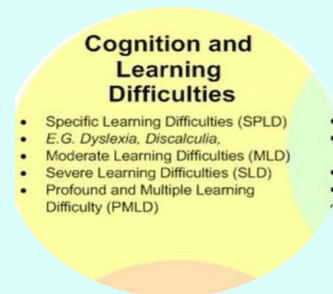 Cognition and
Learning
Difficulties
• Specific Learning Difficulties (SPLD)
• E.G. Dyslexia, Discalculia,
• Moderate Learning Difficulties (MLD)
• Severe Learning Difficulties (SLD)
• Profound and Multiple Learning
Difficulty (PMLD)